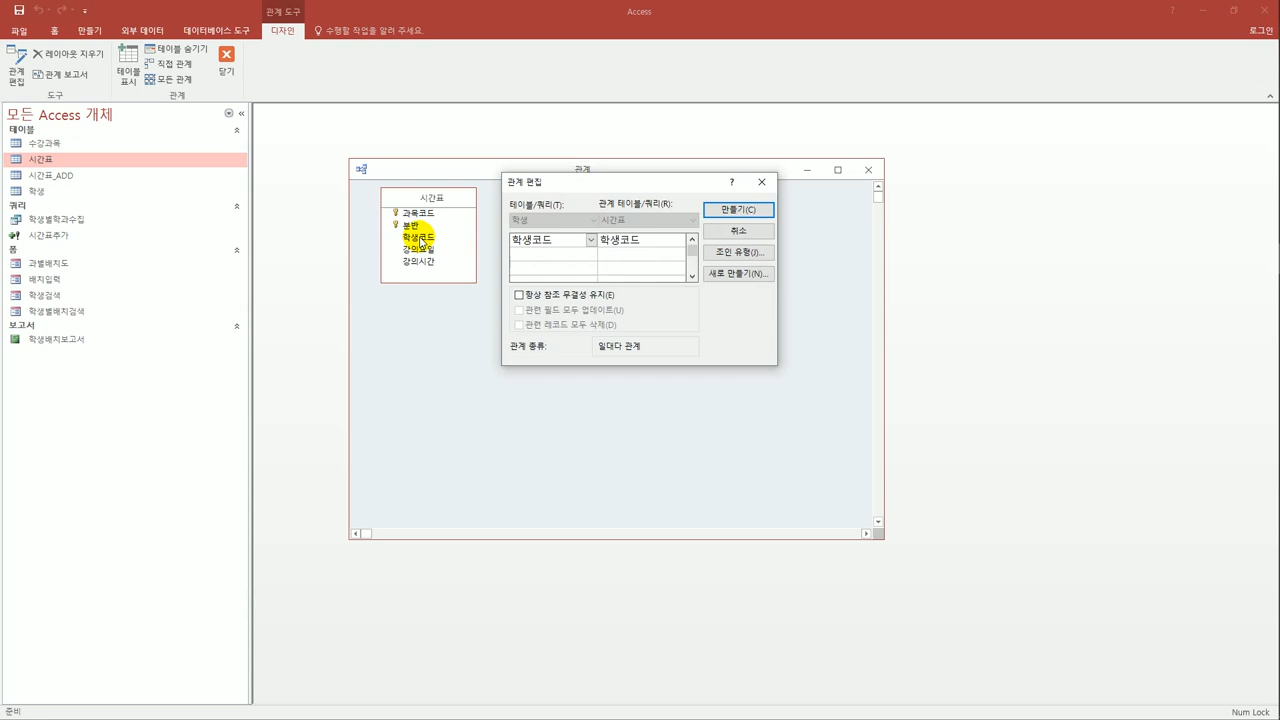 관계 도구
Access
파일 홈 만들기 외부 데이터 데이터베이스 도구 디자인 수행할 작업을 알려 주세요.
로그인
관계 편집
레이아웃 지우기
관계 보고서
도구
테이블 표시
테이블 숨기기
직접 관계
모든 관계
닫기
관계
모든 Access 개체
테이블
수강과목
시간표
시간표_ADD
학생
쿼리
학생별학과수집
시간표추가
폼
과별배치도
배치입력
학생검색
학생별배치검색
보고서
학생배치보고서
관계
시간표
과목코드
분반
학생코드
강의요일
강의시간
관계 편집
?
테이블/쿼리(T): 관계 테이블/쿼리(R):
학생 시간표
학생코드 학생코드
만들기(C)
취소
조인 유형(J)...
새로 만들기(N)...
항상 참조 무결성 유지(E)
관련 필드 모두 업데이트(U)
관련 레코드 모두 삭제(D)
관계 종류: 일대다 관계
준비
Num Lock